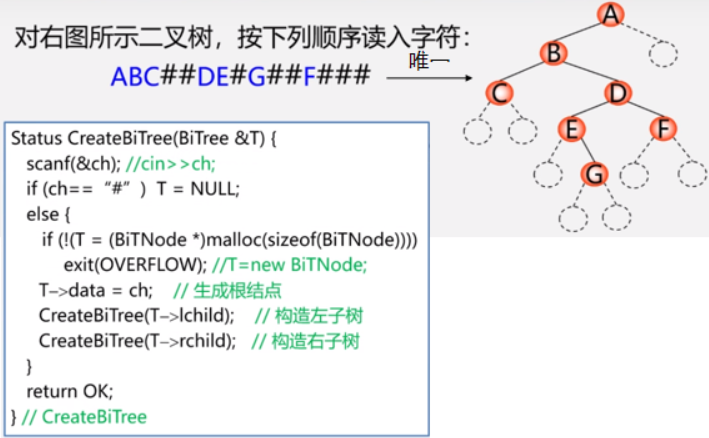 对右图所示二叉树，按下列顺序读入字符：
ABC##DE#G##F###
唯一
A
B
C
D
E
F
G
Status CreateBiTree(BiTree &T) {
scanf(&ch); //cin>>ch;
if (ch== “#” ) T = NULL;
else {
if (!(T = (BiTNode *)malloc(sizeof(BiTNode))))
exit(OVERFLOW); //T=new BiTNode;
T–>data = ch; // 生成根结点
CreateBiTree(T–>lchild); // 构造左子树
CreateBiTree(T–>rchild); // 构造右子树
}
return OK;
} // CreateBiTree